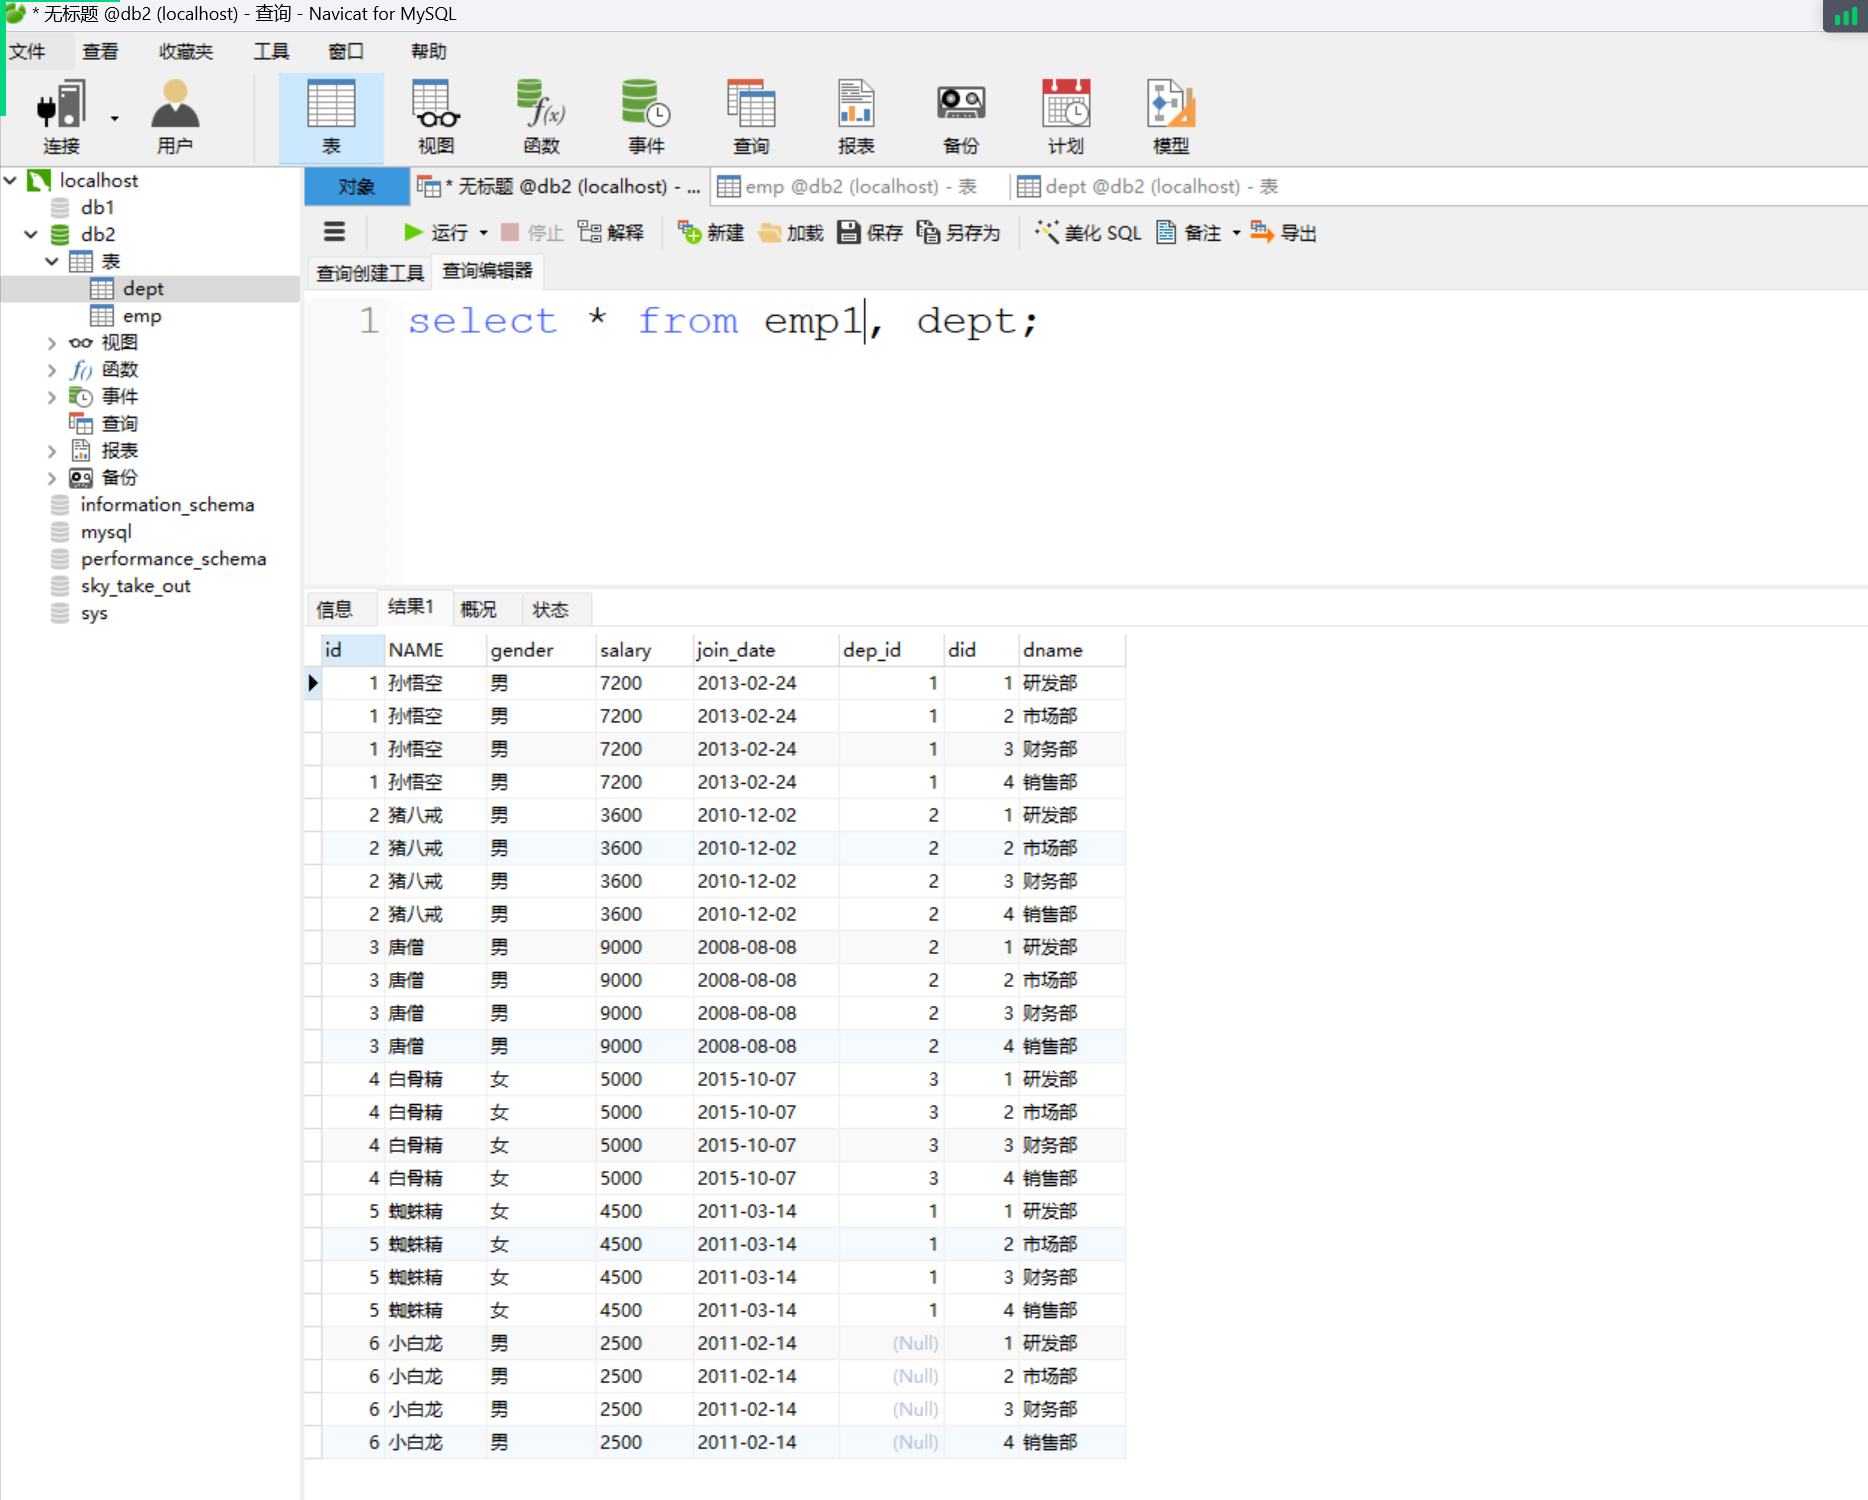 * 无标题 @db2 (localhost) - 查询 - Navicat for MySQL
文件 查看 收藏夹 工具 窗口 帮助
连接 用户 表 视图 函数 事件 查询 报表 备份 计划 模型
localhost
db1
db2
表
dept
emp
视图
函数
事件
查询
报表
备份
information_schema
mysql
performance_schema
sky_take_out
sys
对象 * 无标题 @db2 (localhost) - ... emp @db2 (localhost) - 表 dept @db2 (localhost) - 表
运行 停止 解释 新建 加载 保存 另存为 美化 SQL 备注 导出
查询创建工具 查询编辑器
1 select * from emp1, dept;
信息 结果1 概况 状态
id NAME gender salary join_date dep_id did dname
1 孙悟空 男 7200 2013-02-24 1 1 研发部
1 孙悟空 男 7200 2013-02-24 1 2 市场部
1 孙悟空 男 7200 2013-02-24 1 3 财务部
1 孙悟空 男 7200 2013-02-24 1 4 销售部
2 猪八戒 男 3600 2010-12-02 2 1 研发部
2 猪八戒 男 3600 2010-12-02 2 2 市场部
2 猪八戒 男 3600 2010-12-02 2 3 财务部
2 猪八戒 男 3600 2010-12-02 2 4 销售部
3 唐僧 男 9000 2008-08-08 2 1 研发部
3 唐僧 男 9000 2008-08-08 2 2 市场部
3 唐僧 男 9000 2008-08-08 2 3 财务部
3 唐僧 男 9000 2008-08-08 2 4 销售部
4 白骨精 女 5000 2015-10-07 3 1 研发部
4 白骨精 女 5000 2015-10-07 3 2 市场部
4 白骨精 女 5000 2015-10-07 3 3 财务部
4 白骨精 女 5000 2015-10-07 3 4 销售部
5 蜘蛛精 女 4500 2011-03-14 1 1 研发部
5 蜘蛛精 女 4500 2011-03-14 1 2 市场部
5 蜘蛛精 女 4500 2011-03-14 1 3 财务部
5 蜘蛛精 女 4500 2011-03-14 1 4 销售部
6 小白龙 男 2500 2011-02-14 (Null) 1 研发部
6 小白龙 男 2500 2011-02-14 (Null) 2 市场部
6 小白龙 男 2500 2011-02-14 (Null) 3 财务部
6 小白龙 男 2500 2011-02-14 (Null) 4 销售部